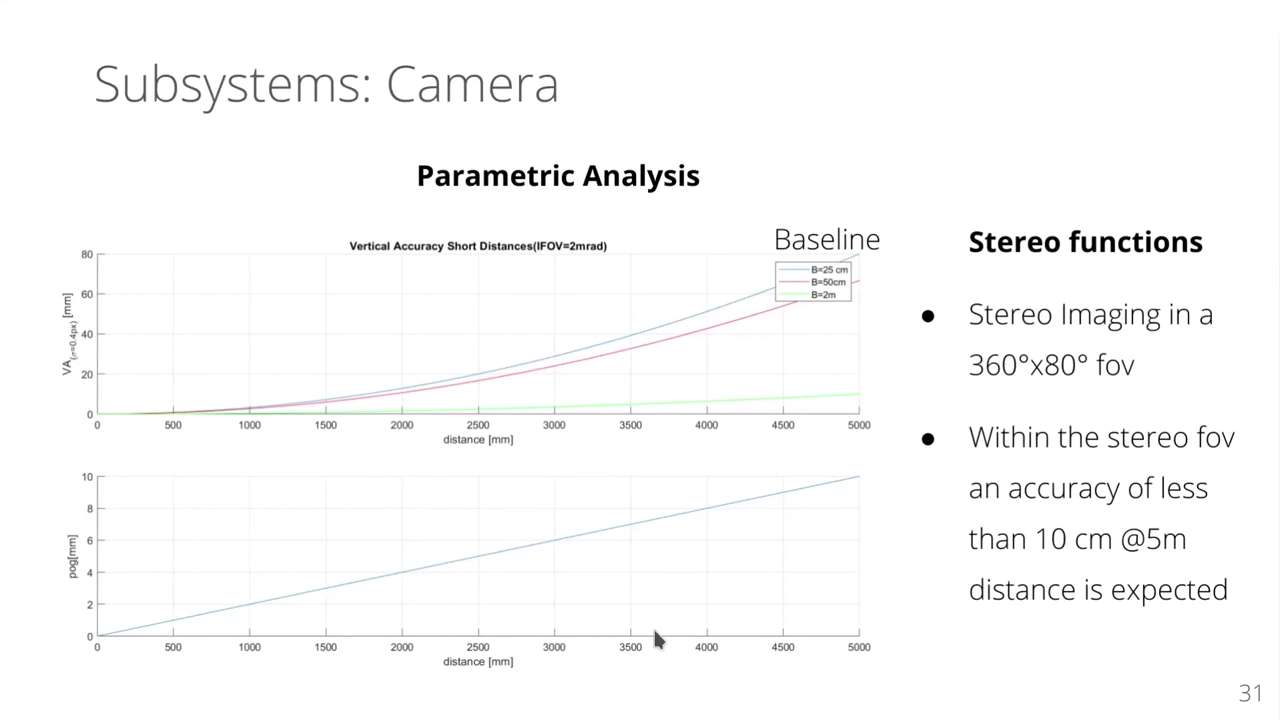 Subsystems: Camera
Parametric Analysis
Vertical Accuracy Short Distances(IFOV=2mrad)
Baseline
B=25 cm
B=50cm
B=2m
VA(σ=0.4px) [mm]
80
60
40
20
0
0 500 1000 1500 2000 2500 3000 3500 4000 4500 5000
distance [mm]
pog[mm]
10
8
6
4
2
0
0 500 1000 1500 2000 2500 3000 3500 4000 4500 5000
distance [mm]
Stereo functions
● Stereo Imaging in a
360°x80° fov
● Within the stereo fov
an accuracy of less
than 10 cm @5m
distance is expected
31